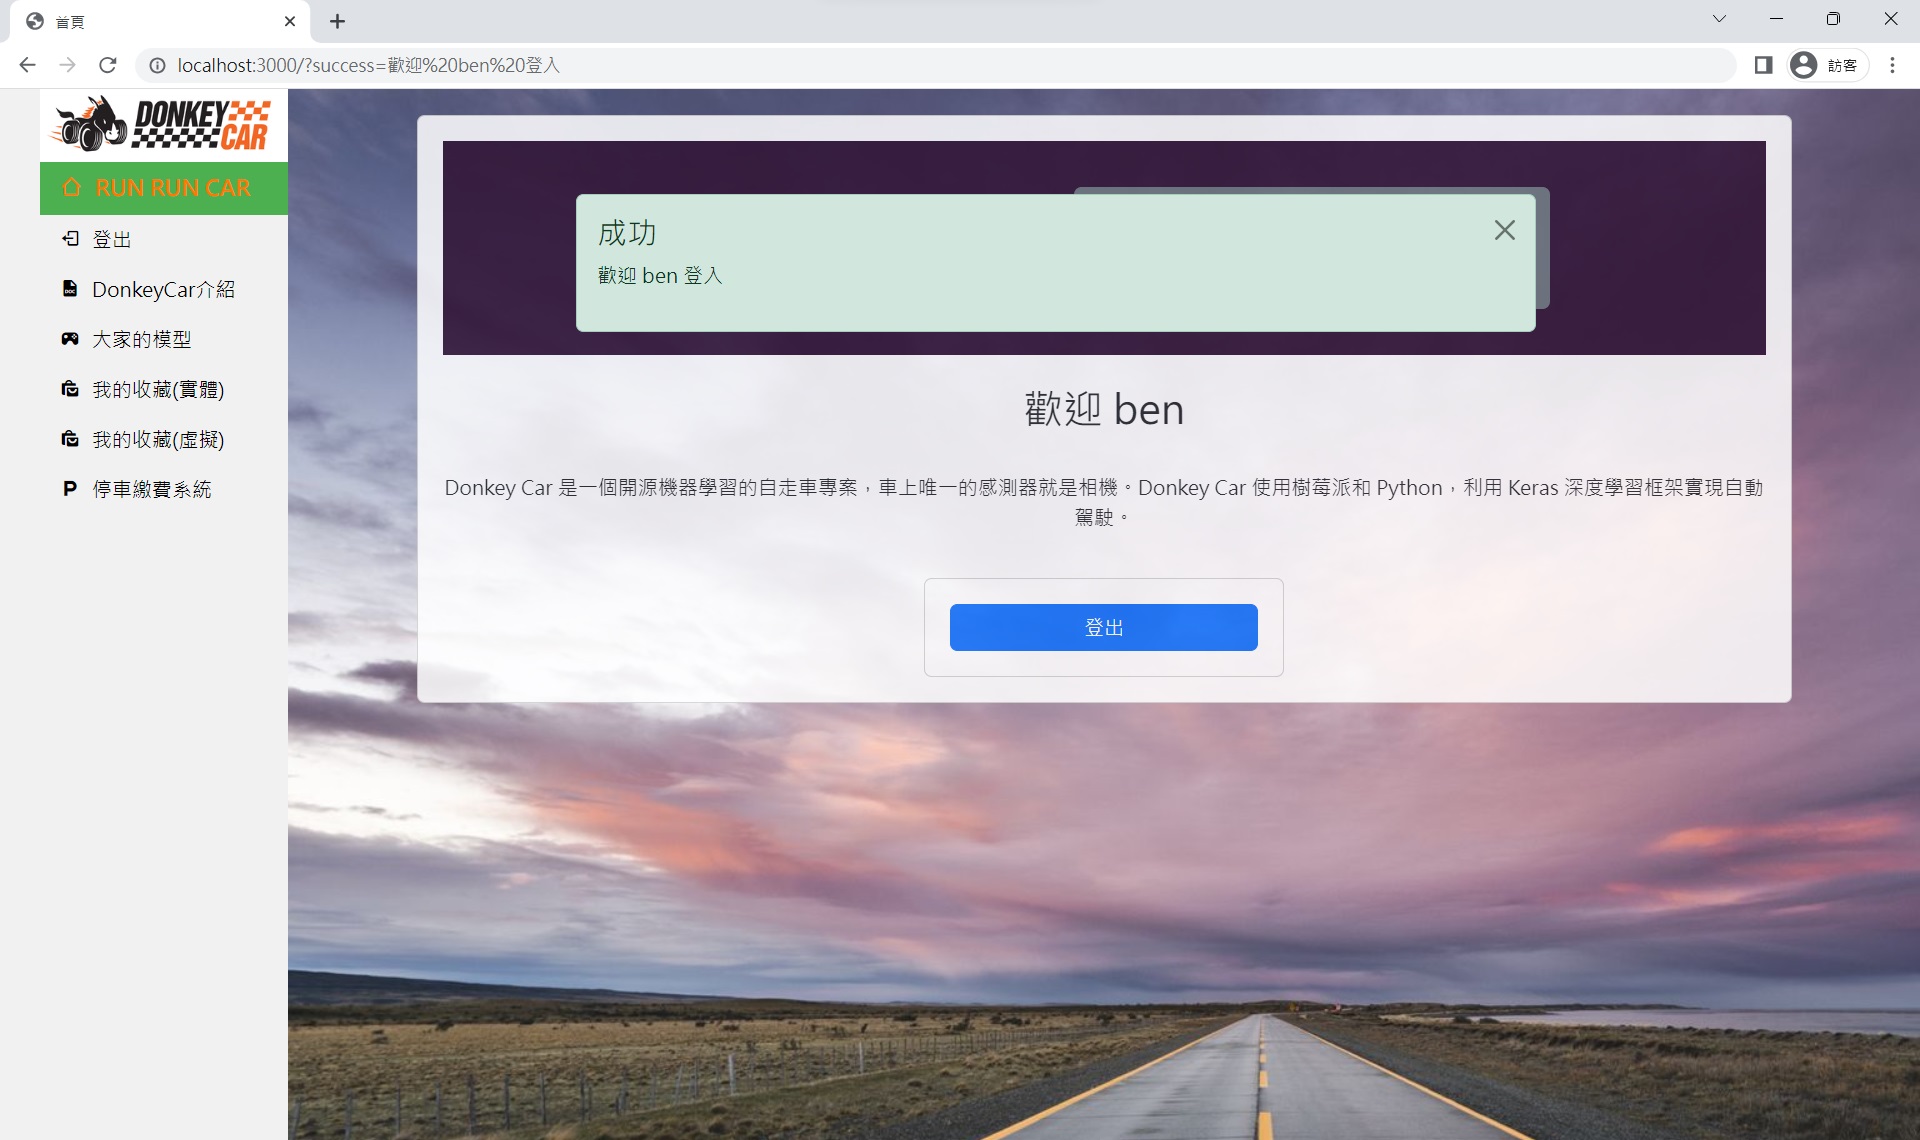 首頁
localhost:3000/?success=歡迎%20ben%20登入
訪客
DONKEY
CAR
RUN RUN CAR
登出
DonkeyCar介紹
大家的模型
我的收藏(實體)
我的收藏(虛擬)
停車繳費系統
成功
歡迎 ben 登入
歡迎 ben
Donkey Car 是一個開源機器學習的自走車專案，車上唯一的感測器就是相機。Donkey Car 使用樹莓派和 Python，利用 Keras 深度學習框架實現自動
駕駛。
登出